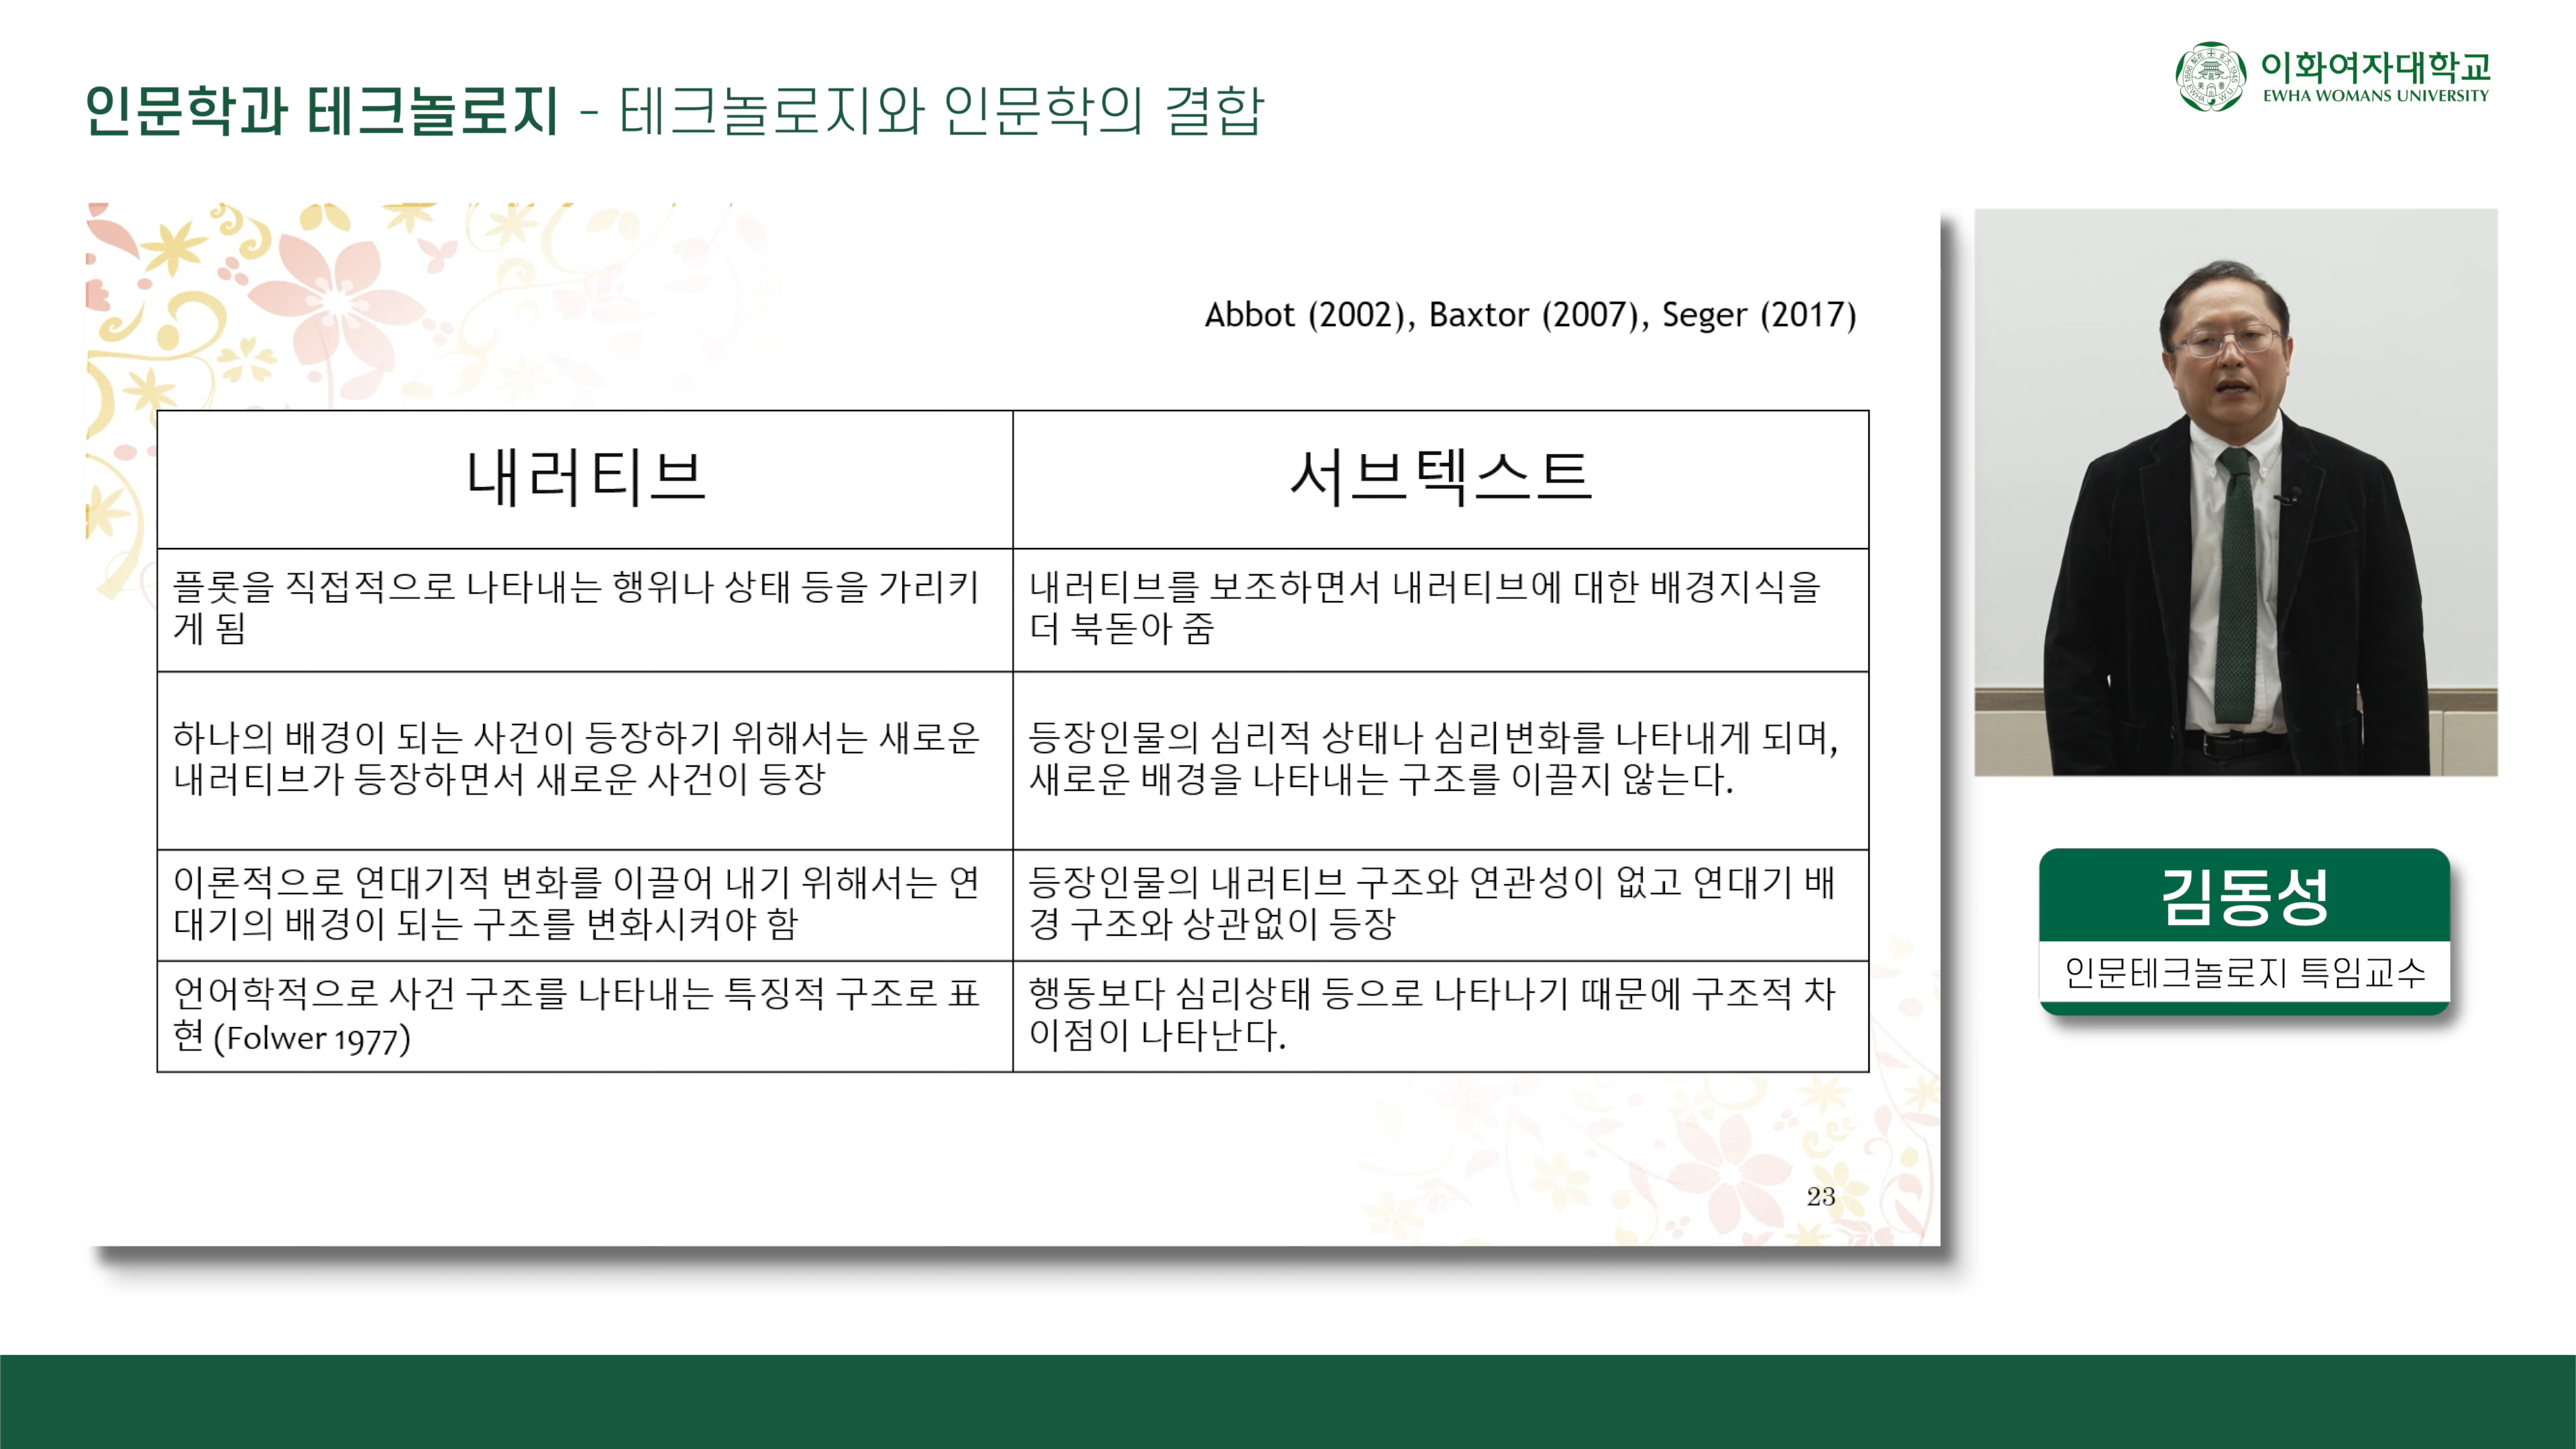 인문학과 테크놀로지 - 테크놀로지와 인문학의 결합
이화여자대학교
EWHA WOMANS UNIVERSITY
Abbot (2002), Baxtor (2007), Seger (2017)
내러티브
서브텍스트
플롯을 직접적으로 나타내는 행위나 상태 등을 가리키
게 됨
내러티브를 보조하면서 내러티브에 대한 배경지식을
더 북돋아 줌
하나의 배경이 되는 사건이 등장하기 위해서는 새로운
내러티브가 등장하면서 새로운 사건이 등장
등장인물의 심리적 상태나 심리변화를 나타내게 되며,
새로운 배경을 나타내는 구조를 이끌지 않는다.
이론적으로 연대기적 변화를 이끌어 내기 위해서는 연
대기의 배경이 되는 구조를 변화시켜야 함
등장인물의 내러티브 구조와 연관성이 없고 연대기 배
경 구조와 상관없이 등장
언어학적으로 사건 구조를 나타내는 특징적 구조로 표
현 (Folwer 1977)
행동보다 심리상태 등으로 나타나기 때문에 구조적 차
이점이 나타난다.
23
김동성
인문테크놀로지 특임교수